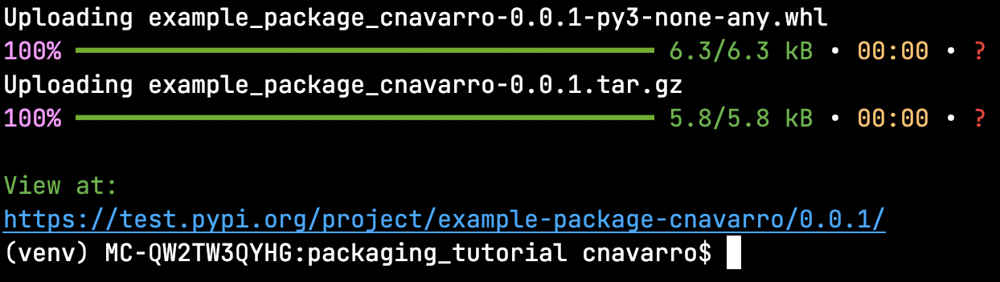 Uploading example_package_cnavarro-0.0.1-py3-none-any.whl
100% ━━━━━━━━━━━━━━━━━━━━━━━━━━━━━━━━━━━━━━━━ 6.3/6.3 kB • 00:00 • ?
Uploading example_package_cnavarro-0.0.1.tar.gz
100% ━━━━━━━━━━━━━━━━━━━━━━━━━━━━━━━━━━━━━━━━ 5.8/5.8 kB • 00:00 • ?
View at:
https://test.pypi.org/project/example-package-cnavarro/0.0.1/
(venv) MC-QW2TW3QYHG:packaging_tutorial cnavarro$